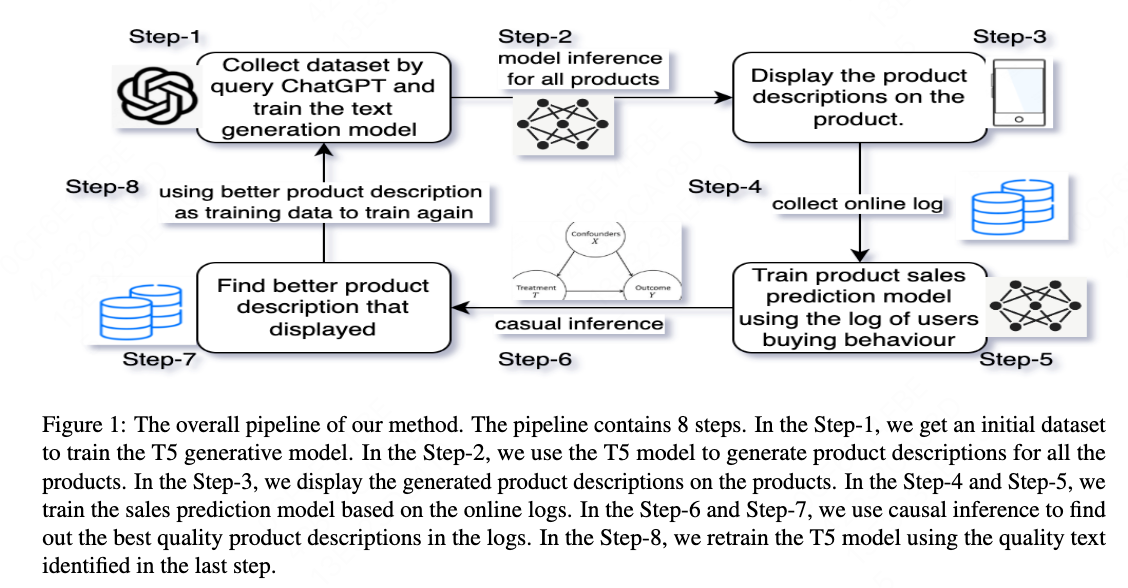 Step-1
Step-2
Step-3
Collect dataset by
query ChatGPT and
train the text
generation model
model inference
for all products
Display the product
descriptions on the
product.
Step-8
using better product description
as training data to train again
Step-4
collect online log
Confounders
X
Treatment
T
Outcome
Y
Find better product
description that
displayed
casual inference
Train product sales
prediction model
using the log of users
buying behaviour
Step-7
Step-6
Step-5
Figure 1: The overall pipeline of our method. The pipeline contains 8 steps. In the Step-1, we get an initial dataset
to train the T5 generative model. In the Step-2, we use the T5 model to generate product descriptions for all the
products. In the Step-3, we display the generated product descriptions on the products. In the Step-4 and Step-5, we
train the sales prediction model based on the online logs. In the Step-6 and Step-7, we use causal inference to find
out the best quality product descriptions in the logs. In the Step-8, we retrain the T5 model using the quality text
identified in the last step.